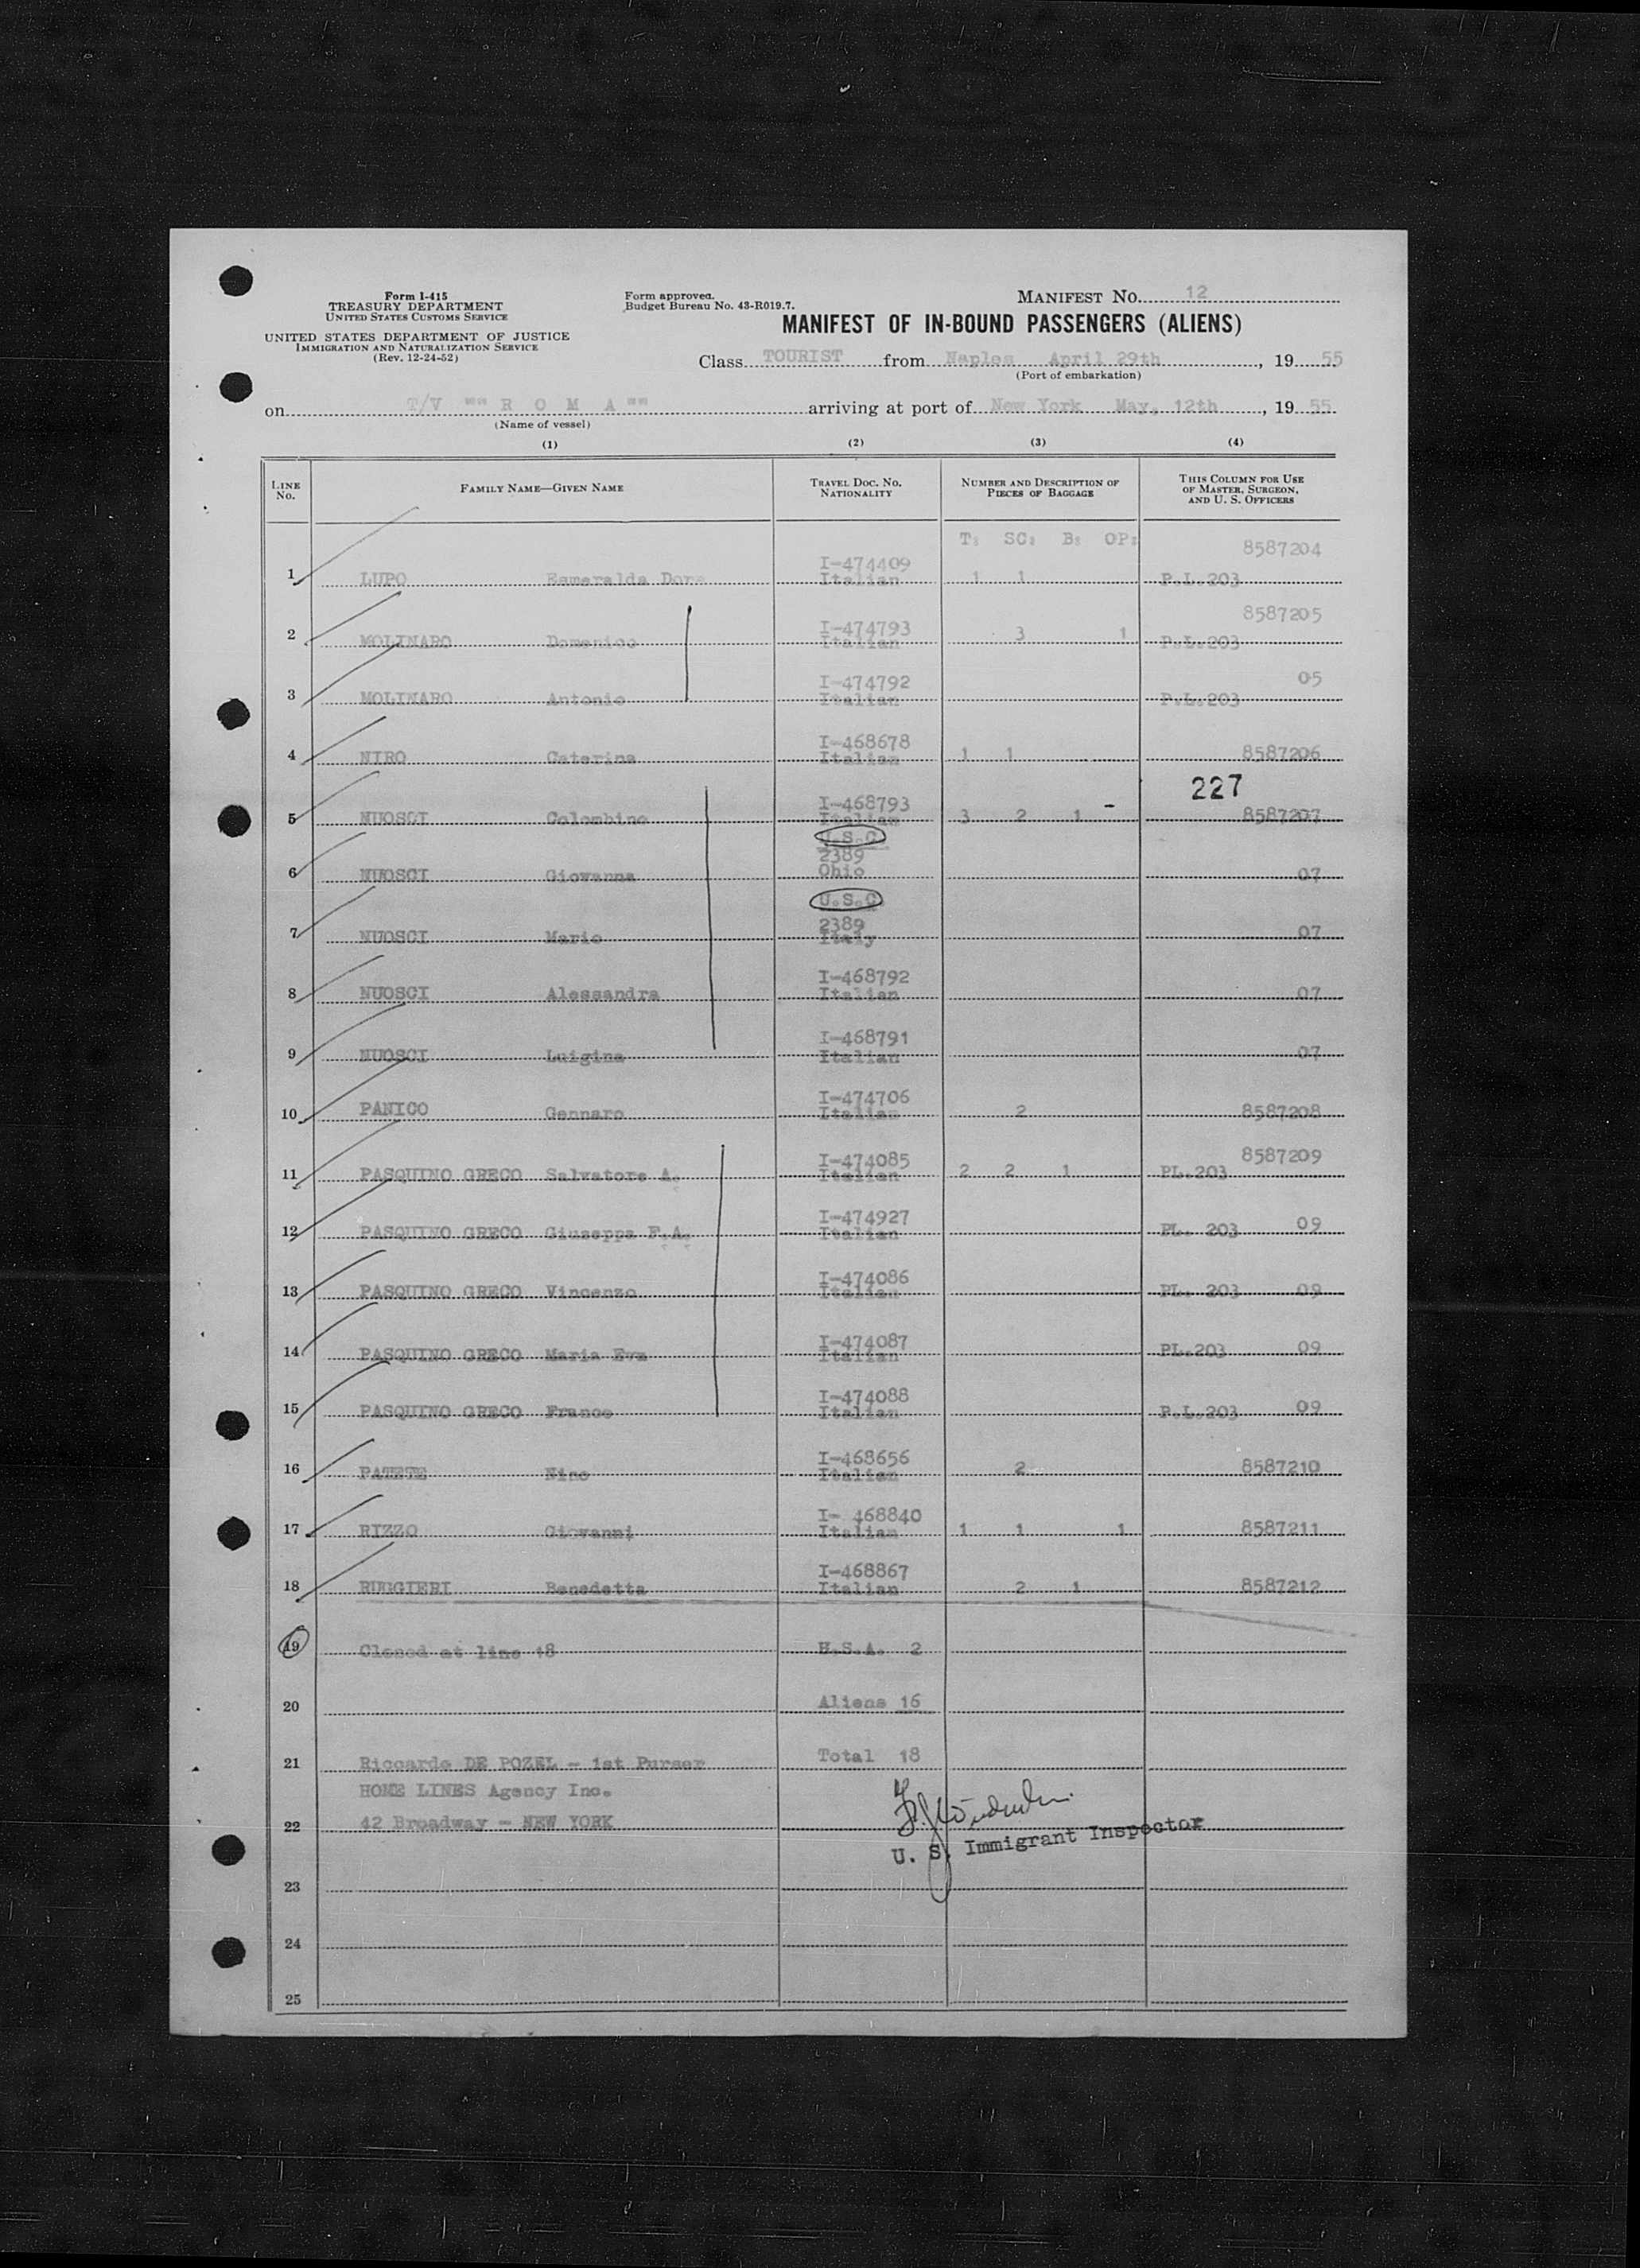 Form I-415
TREASURY DEPARTMENT
UNITED STATES CUSTOMS SERVICE
UNITED STATES DEPARTMENT OF JUSTICE
IMMIGRATION AND NATURALIZATION SERVICE
(Rev. 12-24-52)
Form approved.
Budget Bureau No. 43-R019.7.
MANIFEST NO. 12
MANIFEST OF IN-BOUND PASSENGERS (ALIENS)
Class TOURIST from Naples April 29th, 19 55
(Port of embarkation)
on T/V "" R O M A "" arriving at port of New York May, 12th, 19 55
(Name of vessel)
(1) (2) (3) (4)
LINE No. FAMILY NAME—GIVEN NAME TRAVEL DOC. NO. NATIONALITY NUMBER AND DESCRIPTION OF PIECES OF BAGGAGE THIS COLUMN FOR USE OF MASTER, SURGEON, AND U. S. OFFICERS
T: SC: B: OP:
I-474409 8587204
1 LUPO Esmeralda Italian 1 1 P.L.203
I-474793 8587205
2 MOLINARO Domenico Italian 3 1 P.L.203
I-474792 05
3 MOLINARO Antonio Italian P.L.203
I-468678
4 NIRO Caterina Italian 1 1 8587206
227
I-468793
5 NUOSCI Colombino Italian 3 2 1 - 8587207
U.S.C.
2389
6 NUOSCI Giovanna Ohio 07
U.S.C
2389
7 NUOSCI Mario Italy 07
I-468792
8 NUOSCI Alessandra Italian 07
I-468791
9 NUOSCI Luigina Italian 07
I-474706
10 PANICO Gennaro Italian 2 8587208
I-474085 8587209
11 PASQUINO GRECO Salvatore A. Italian 2 2 1 PL.203
I-474927
12 PASQUINO GRECO Giuseppa F.A. Italian PL. 203 09
I-474086
13 PASQUINO GRECO Vincenzo Italian PL. 203 09
I-474087
14 PASQUINO GRECO Maria Eva Italian PL.203 09
I-474088
15 PASQUINO GRECO Franco Italian P.L.203 09
I-468656
16 PATETE Nino Italian 2 8587210
I- 468840
17 RIZZO Giovanni Italian 1 1 1 8587211
I-468867
18 RUGGIERI Benedetta Italian 2 1 8587212
19 Closed at line 18 U.S.A. 2
20 Aliens 16
21 Riccardo DE POZEL - 1st Purser Total 18
HOME LINES Agency Inc.
22 42 Broadway - NEW YORK
U. S. Immigrant Inspector
23
24
25